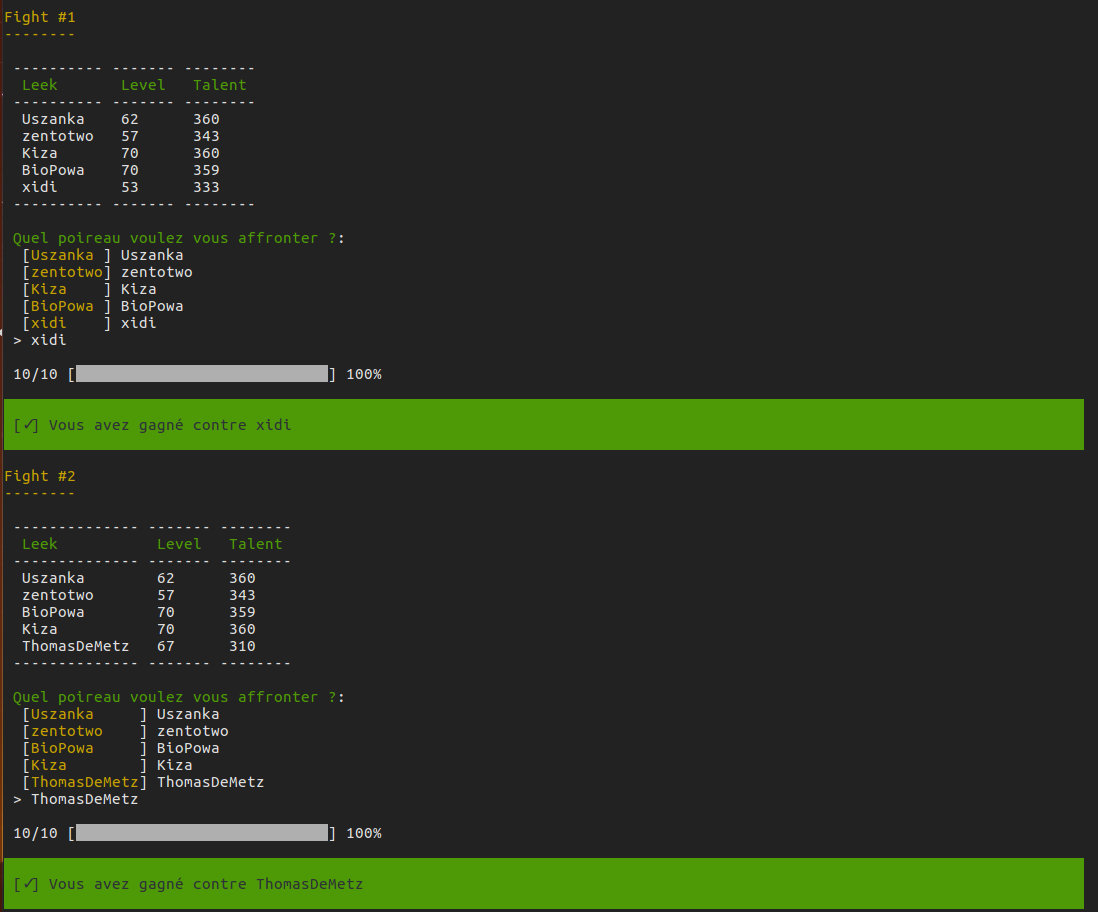 Fight #1
--------
---------- ------- --------
Leek Level Talent
---------- ------- --------
Uszanka 62 360
zentotwo 57 343
Kiza 70 360
BioPowa 70 359
xidi 53 333
---------- ------- --------
Quel poireau voulez vous affronter ?:
[Uszanka ] Uszanka
[zentotwo] zentotwo
[Kiza    ] Kiza
[BioPowa ] BioPowa
[xidi    ] xidi
> xidi
10/10 [] 100%
[✓] Vous avez gagné contre xidi
Fight #2
--------
-------------- ------- --------
Leek Level Talent
-------------- ------- --------
Uszanka 62 360
zentotwo 57 343
BioPowa 70 359
Kiza 70 360
ThomasDeMetz 67 310
-------------- ------- --------
Quel poireau voulez vous affronter ?:
[Uszanka     ] Uszanka
[zentotwo    ] zentotwo
[BioPowa     ] BioPowa
[Kiza        ] Kiza
[ThomasDeMetz] ThomasDeMetz
> ThomasDeMetz
10/10 [] 100%
[✓] Vous avez gagné contre ThomasDeMetz